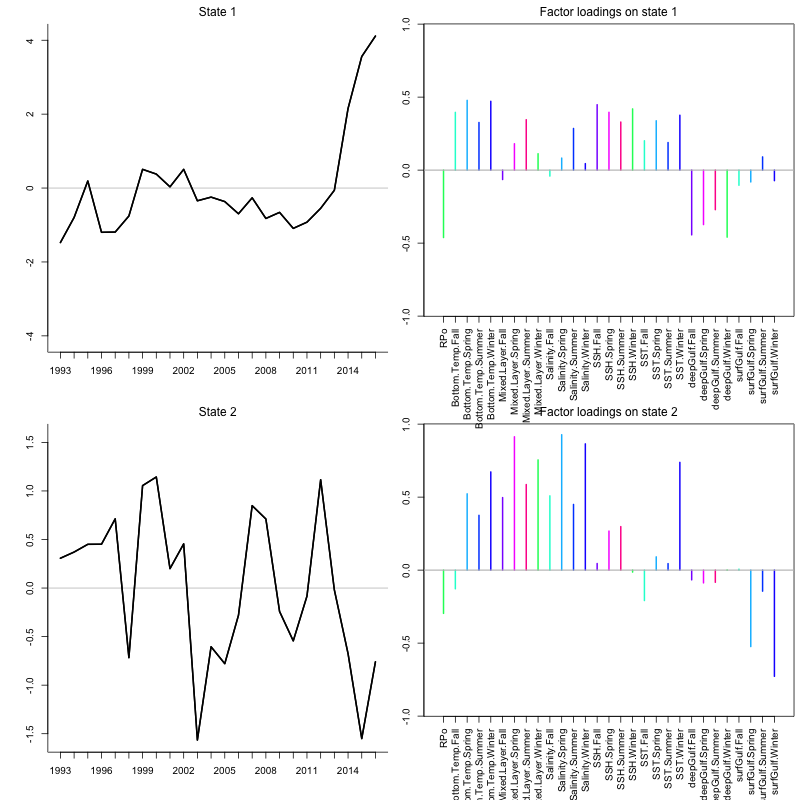 State 1
4
2
0
-2
-4
1993 1996 1999 2002 2005 2008 2011 2014
Factor loadings on state 1
1.0
0.5
0.0
-0.5
-1.0
RPo
Bottom.Temp.Fall
Bottom.Temp.Spring
Bottom.Temp.Summer
Bottom.Temp.Winter
Mixed.Layer.Fall
Mixed.Layer.Spring
Mixed.Layer.Summer
Mixed.Layer.Winter
Salinity.Fall
Salinity.Spring
Salinity.Summer
Salinity.Winter
SSH.Fall
SSH.Spring
SSH.Summer
SSH.Winter
SST.Fall
SST.Spring
SST.Summer
SST.Winter
deepGulf.Fall
deepGulf.Spring
deepGulf.Summer
deepGulf.Winter
surfGulf.Fall
surfGulf.Spring
surfGulf.Summer
surfGulf.Winter
State 2
1.5
1.0
0.5
0.0
-0.5
-1.0
-1.5
1993 1996 1999 2002 2005 2008 2011 2014
Factor loadings on state 2
1.0
0.5
0.0
-0.5
-1.0
RPo
ottom.Temp.Fall
om.Temp.Spring
m.Temp.Summer
om.Temp.Winter
Mixed.Layer.Fall
xed.Layer.Spring
d.Layer.Summer
ed.Layer.Winter
Salinity.Fall
Salinity.Spring
Salinity.Summer
Salinity.Winter
SSH.Fall
SSH.Spring
SSH.Summer
SSH.Winter
SST.Fall
SST.Spring
SST.Summer
SST.Winter
deepGulf.Fall
deepGulf.Spring
eepGulf.Summer
deepGulf.Winter
surfGulf.Fall
surfGulf.Spring
urfGulf.Summer
surfGulf.Winter